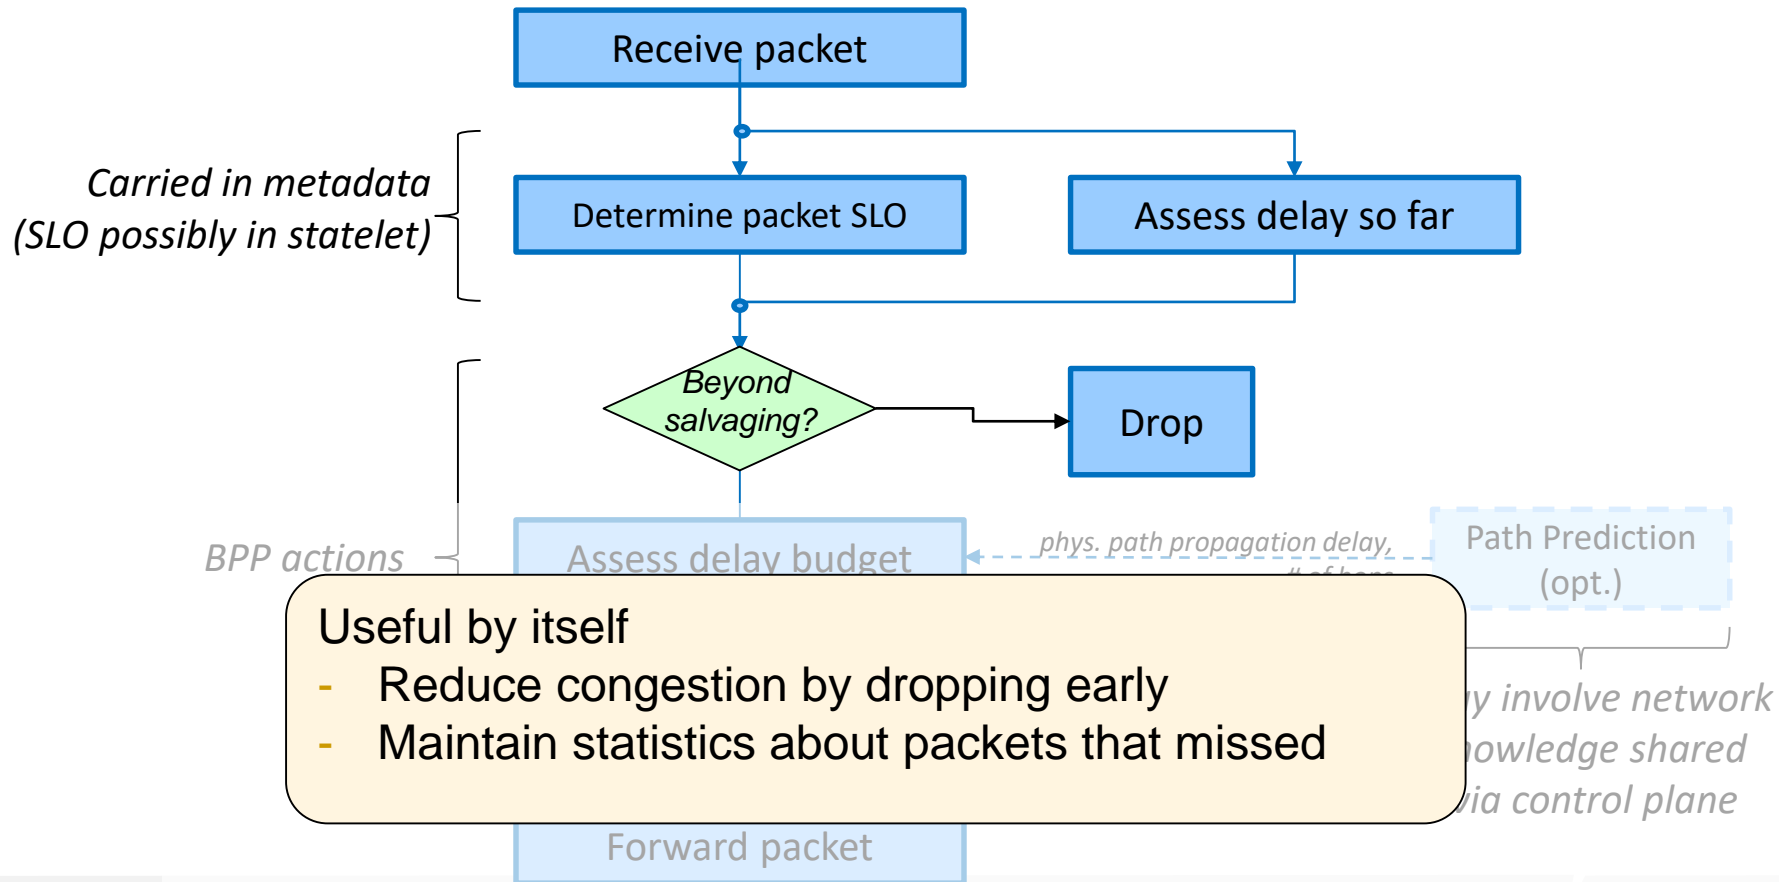 Receive packet
Carried in metadata
(SLO possibly in statelet)
Determine packet SLO
Assess delay so far
Beyond
salvaging?
Drop
BPP actions
Assess delay budget
phys. path propagation delay,
# of hops
Path Prediction
(opt.)
Useful by itself
- Reduce congestion by dropping early
- Maintain statistics about packets that missed
involve network
shared
via control plane
Forward packet